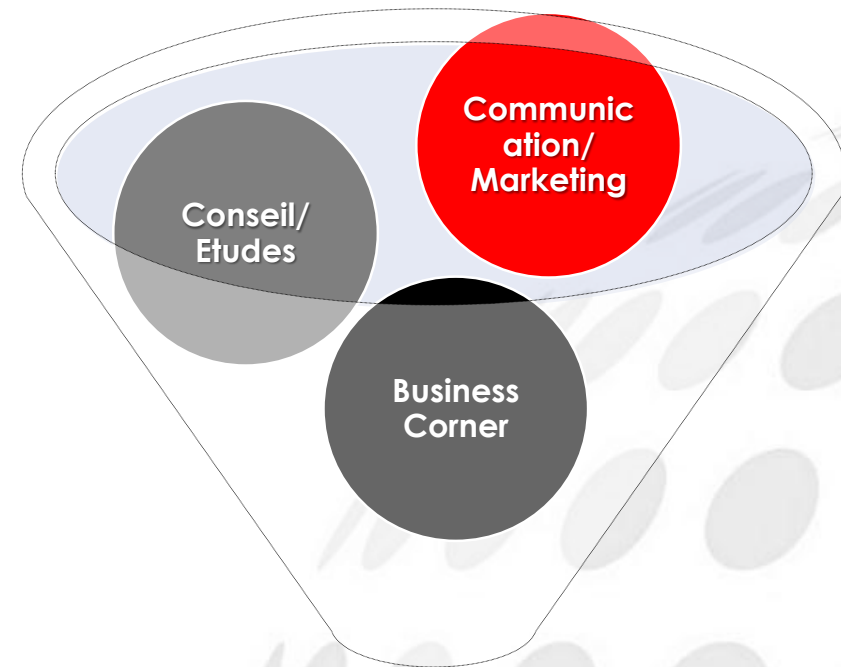 Communic
ation/
Marketing
Conseil/
Etudes
Business
Corner